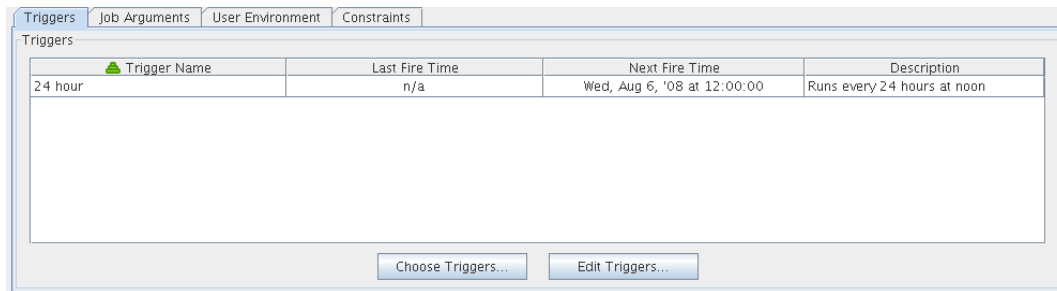 Triggers Job Arguments User Environment Constraints
Triggers
Trigger Name Last Fire Time Next Fire Time Description
24 hour n/a Wed, Aug 6, '08 at 12:00:00 Runs every 24 hours at noon
Choose Triggers... Edit Triggers...